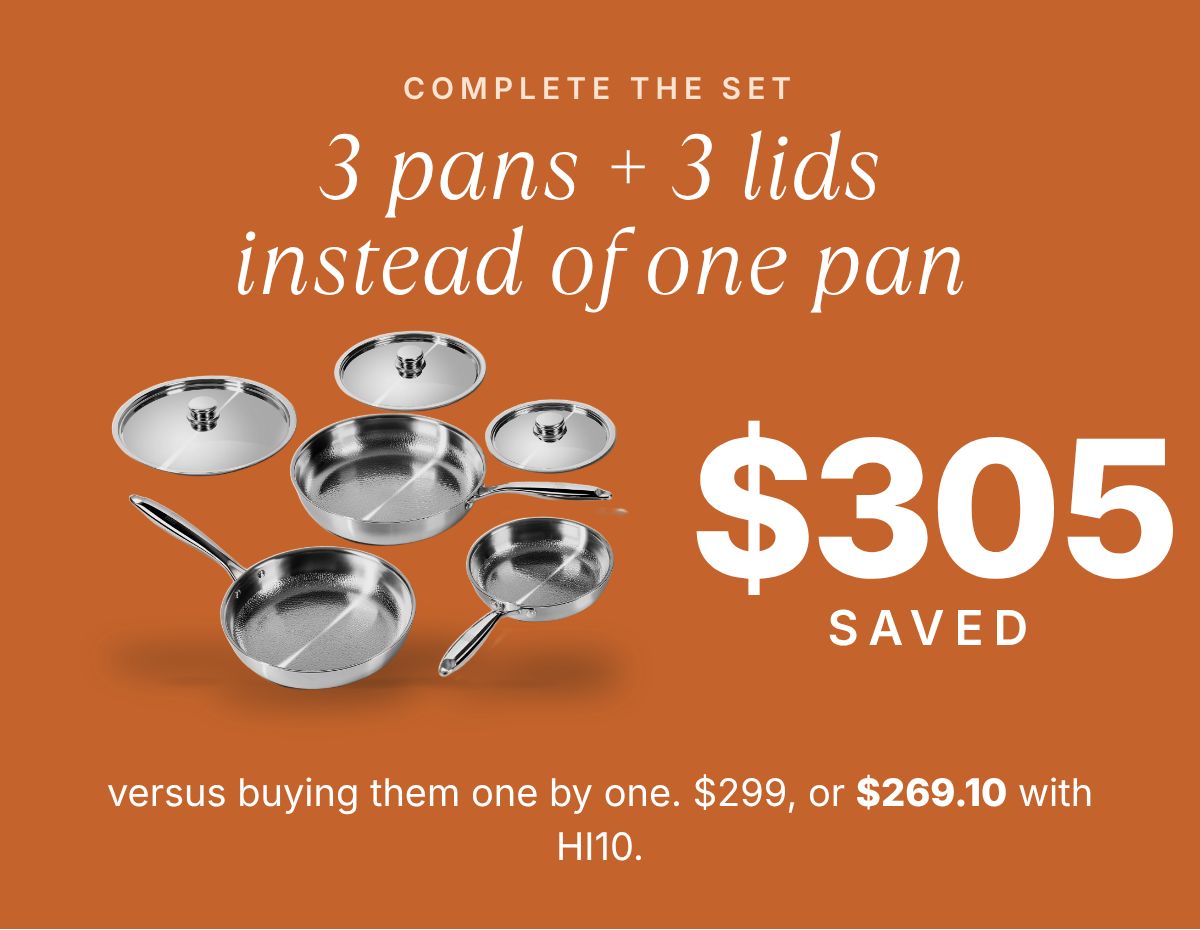 COMPLETE THE SET
3 pans + 3 lids
instead of one pan
$305
SAVED
versus buying them one by one. $299, or $269.10 with
HI10.